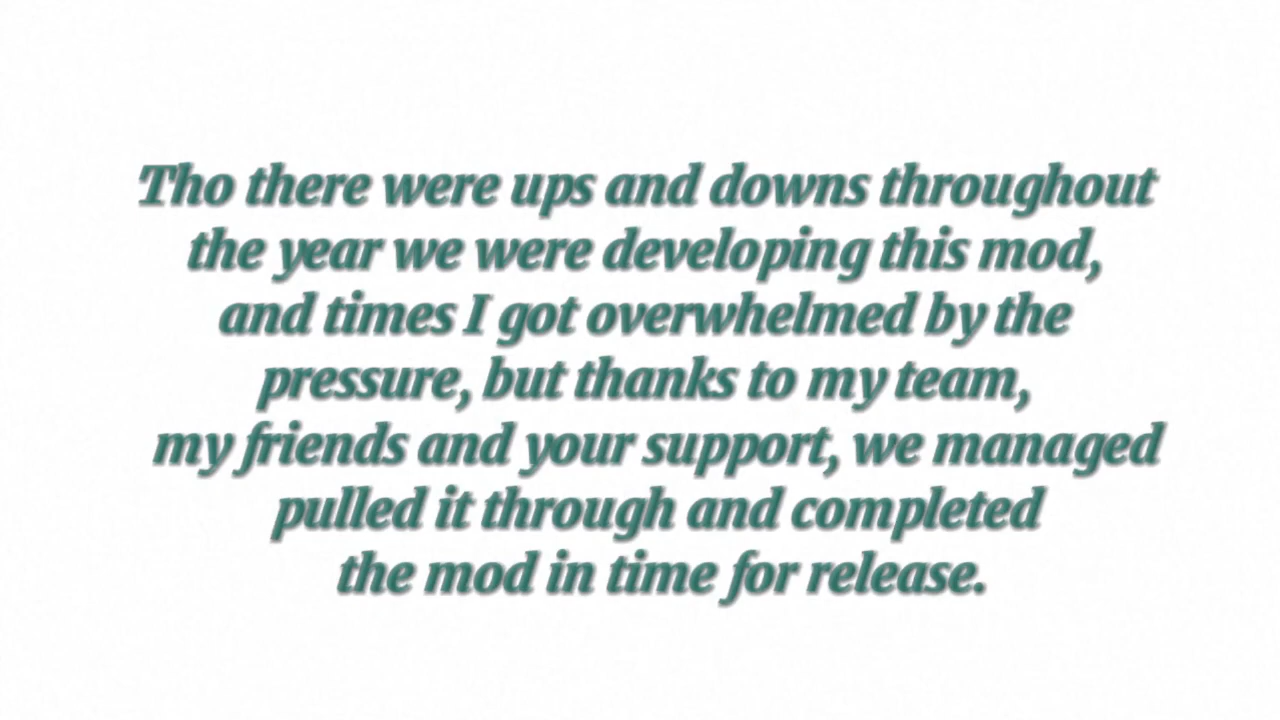 Tho there were ups and downs throughout
the year we were developing this mod,
and times I got overwhelmed by the
pressure, but thanks to my team,
my friends and your support, we managed
pulled it through and completed
the mod in time for release.